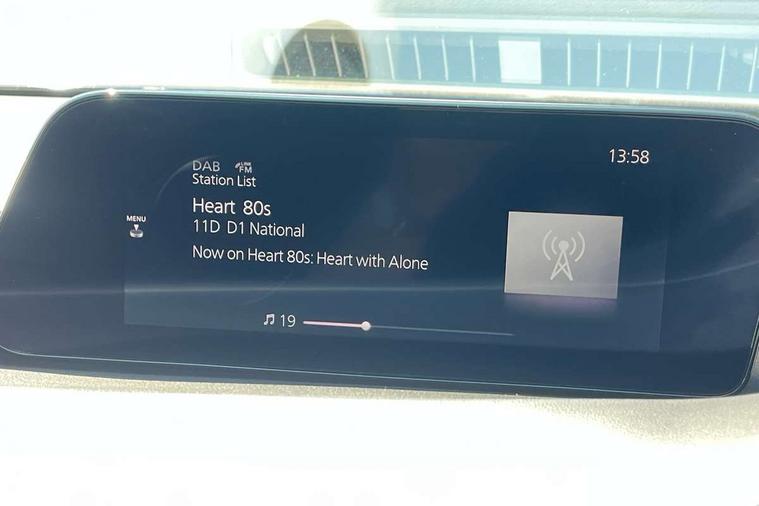 13:58
DAB LINK FM
Station List
Heart 80s
11D D1 National
MENU
Now on Heart 80s: Heart with Alone
19